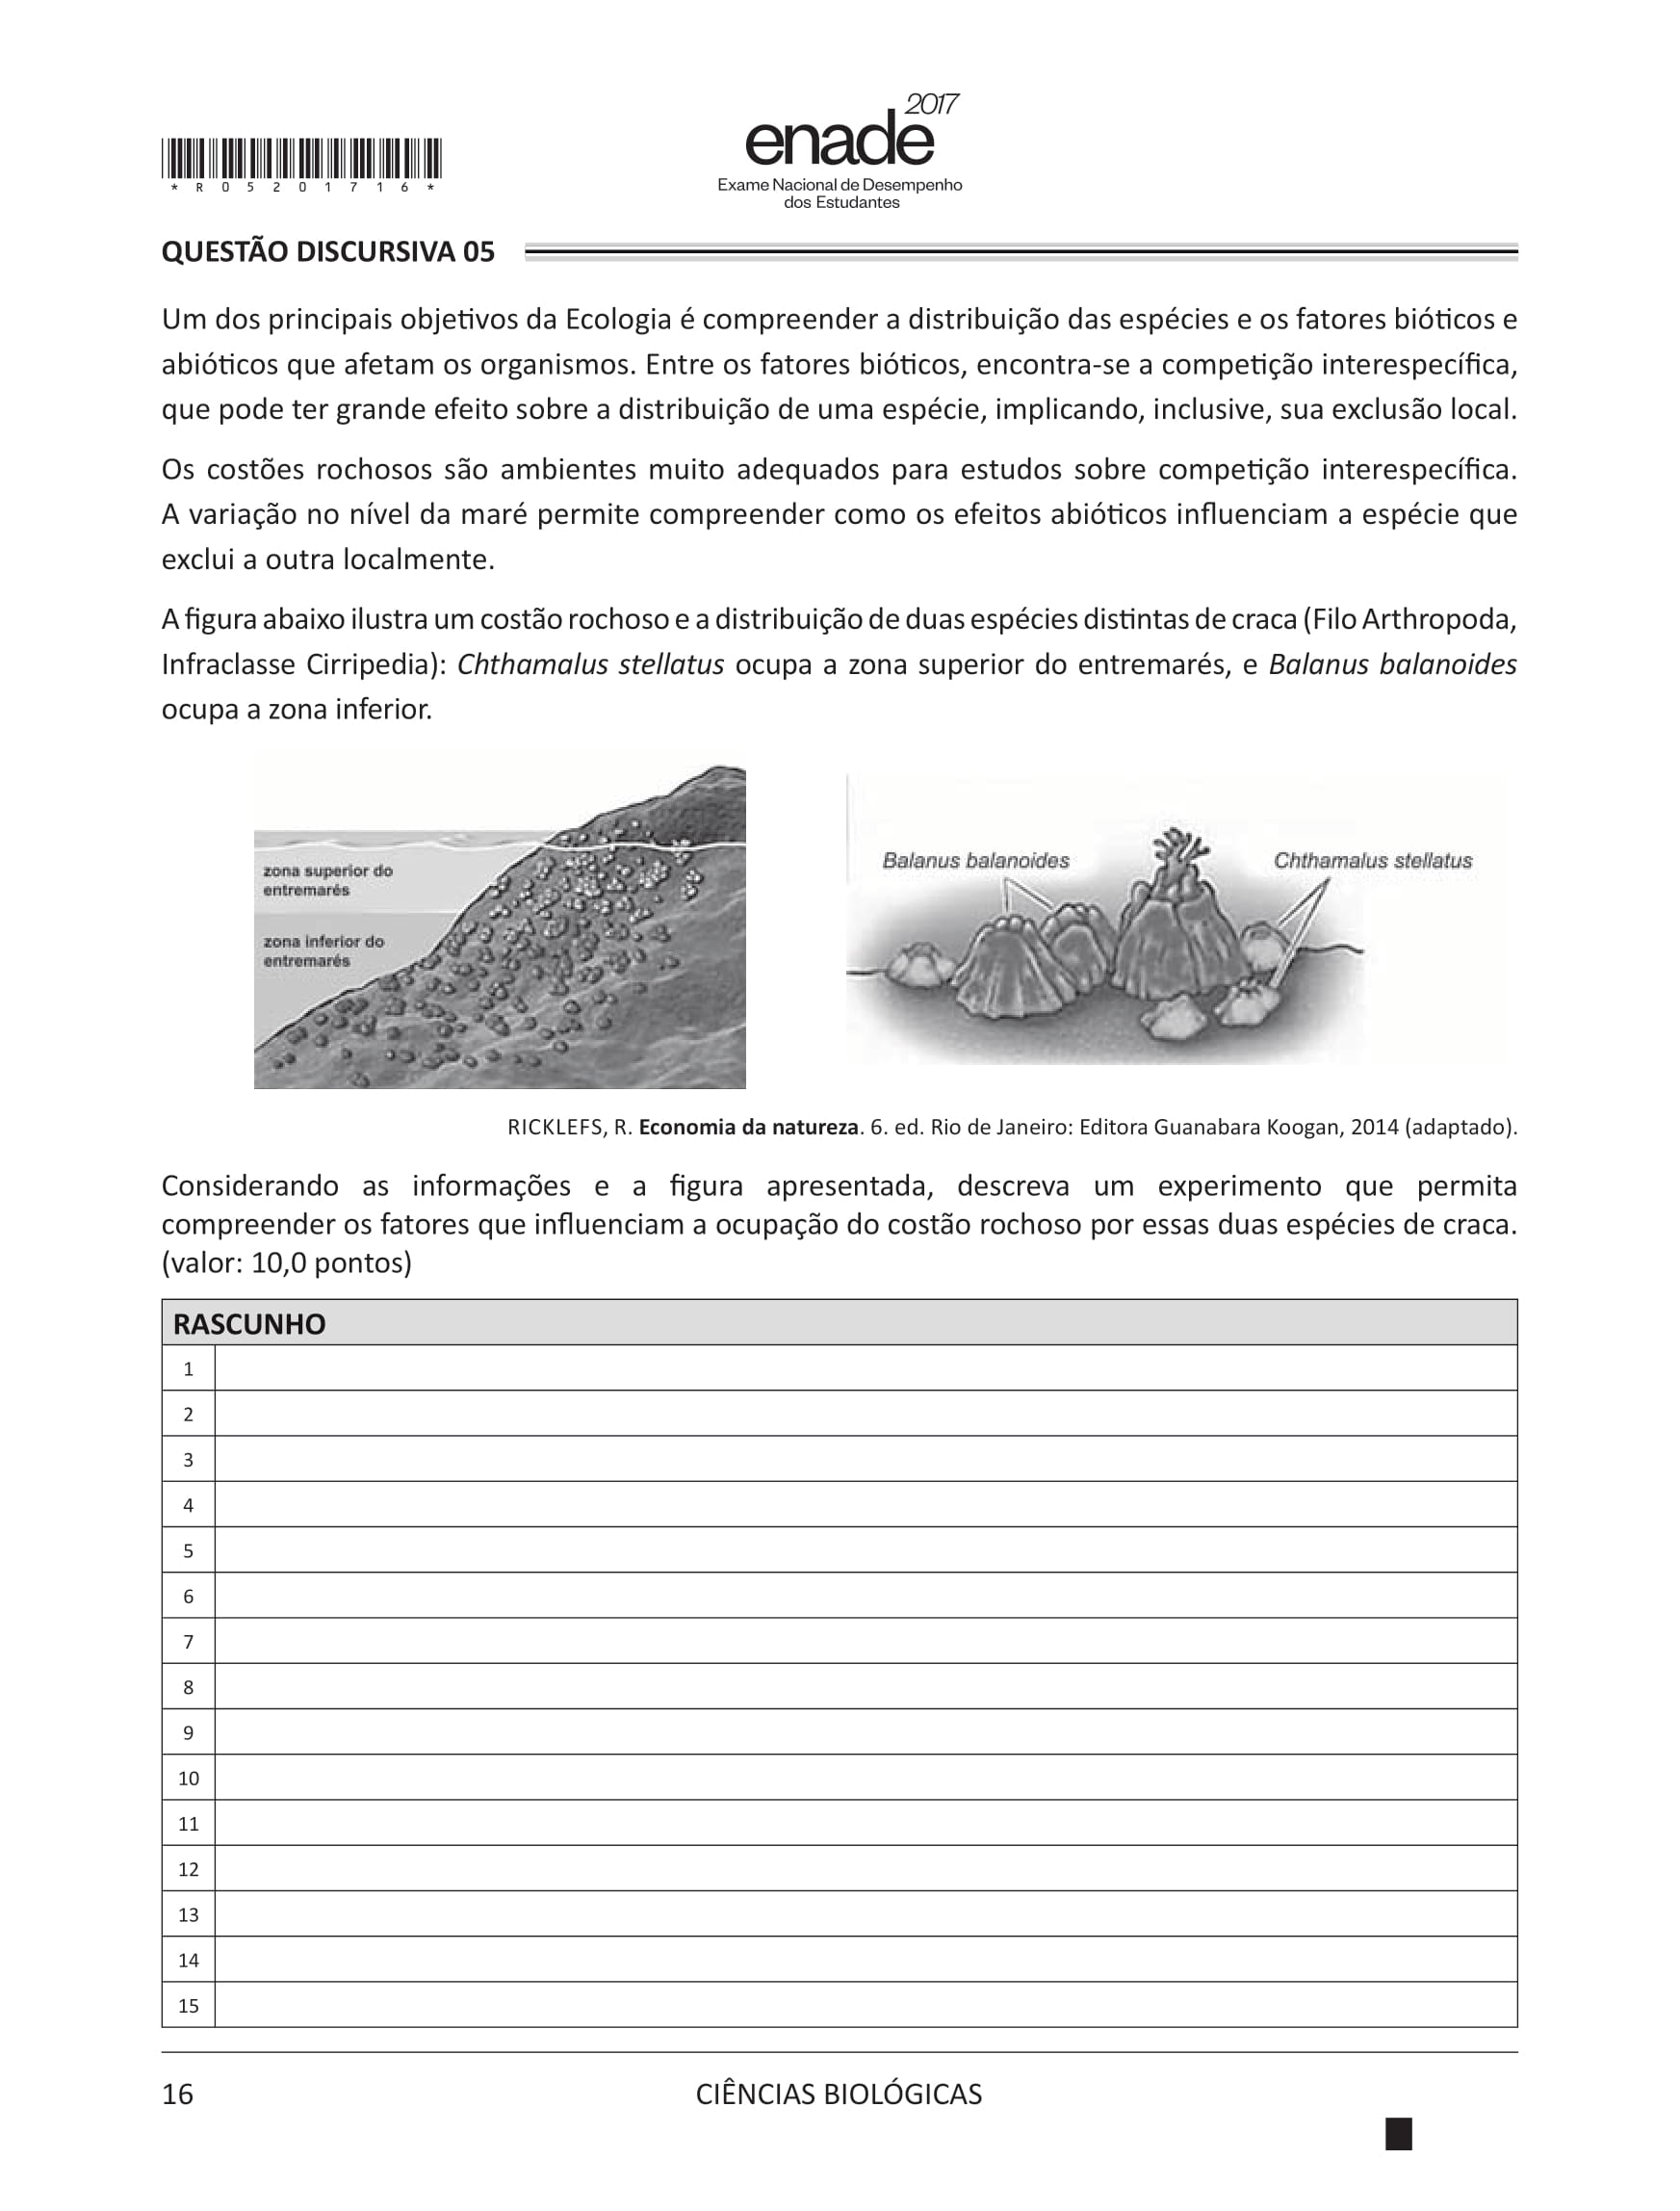 2017
enade
Exame Nacional de Desempenho
dos Estudantes
* R 0 5 2 0 1 7 1 6 *
QUESTÃO DISCURSIVA 05
Um dos principais objetivos da Ecologia é compreender a distribuição das espécies e os fatores bióticos e
abióticos que afetam os organismos. Entre os fatores bióticos, encontra-se a competição interespecífica,
que pode ter grande efeito sobre a distribuição de uma espécie, implicando, inclusive, sua exclusão local.
Os costões rochosos são ambientes muito adequados para estudos sobre competição interespecífica.
A variação no nível da maré permite compreender como os efeitos abióticos influenciam a espécie que
exclui a outra localmente.
A figura abaixo ilustra um costão rochoso e a distribuição de duas espécies distintas de craca (Filo Arthropoda,
Infraclasse Cirripedia): Chthamalus stellatus ocupa a zona superior do entremarés, e Balanus balanoides
ocupa a zona inferior.
zona superior do
entremarés
zona inferior do
entremarés
Balanus balanoides
Chthamalus stellatus
RICKLEFS, R. Economia da natureza. 6. ed. Rio de Janeiro: Editora Guanabara Koogan, 2014 (adaptado).
Considerando as informações e a figura apresentada, descreva um experimento que permita
compreender os fatores que influenciam a ocupação do costão rochoso por essas duas espécies de craca.
(valor: 10,0 pontos)
RASCUNHO
1
2
3
4
5
6
7
8
9
10
11
12
13
14
15
16
CIÊNCIAS BIOLÓGICAS